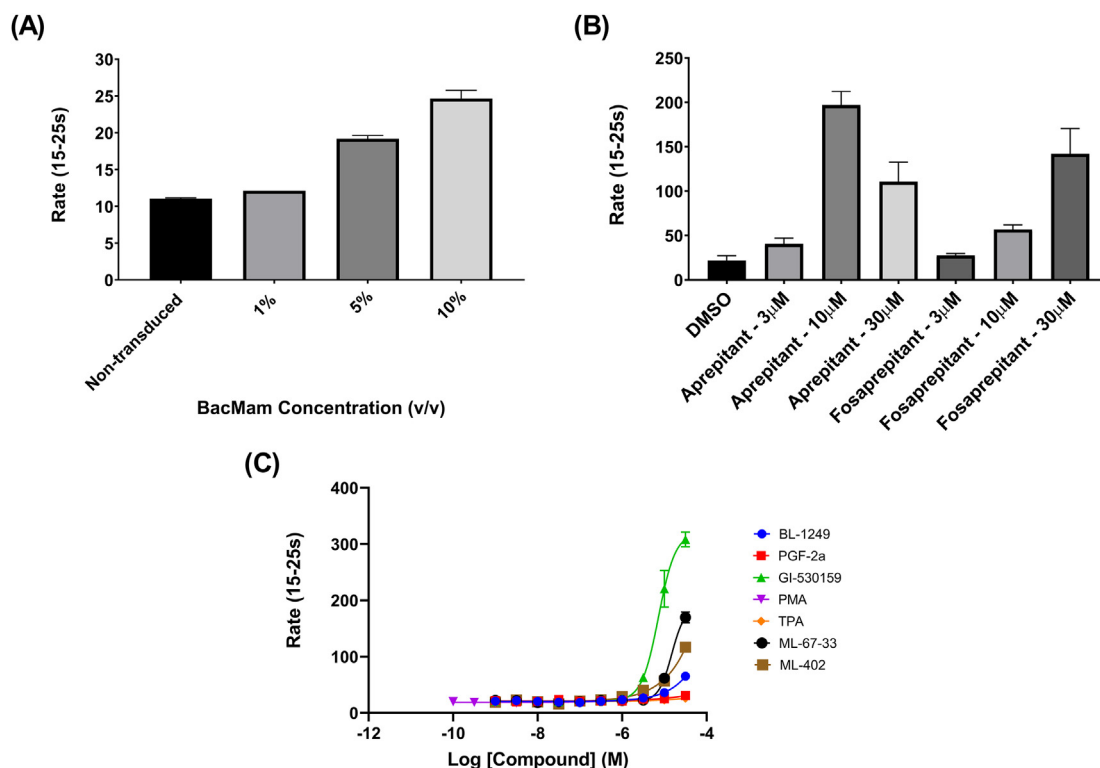 (A)
Rate (15-25s)
30
25
20
15
10
5
0
Non-transduced
1%
5%
10%
BacMam Concentration (v/v)
(B)
Rate (15-25s)
250
200
150
100
50
0
DMSO
Aprepitant - 3μM
Aprepitant - 10μM
Aprepitant - 30μM
Fosaprepitant - 3μM
Fosaprepitant - 10μM
Fosaprepitant - 30μM
(C)
Rate (15-25s)
400
300
200
100
0
-12
-10
-8
-6
-4
Log [Compound] (M)
BL-1249
PGF-2a
GI-530159
PMA
TPA
ML-67-33
ML-402